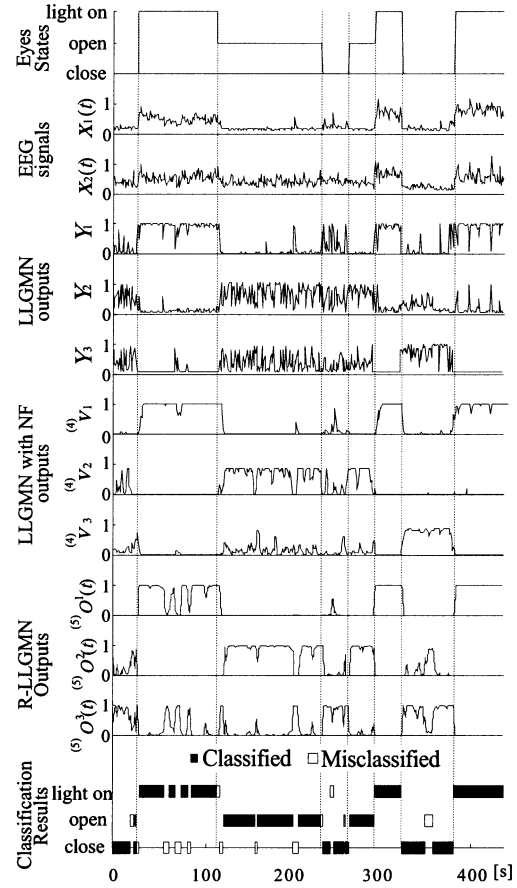 Eyes States
light on
open
close
EEG signals
X1(t)
1
0
X2(t)
1
0
LLGMN outputs
Y1
1
0
Y2
1
0
Y3
1
0
LLGMN with NF outputs
(4)V1
1
0
(4)V2
1
0
(4)V3
1
0
R-LLGMN Outputs
(5)O1(t)
1
0
(5)O2(t)
1
0
(5)O3(t)
1
0
Classified Misclassified
Classification Results
light on
open
close
0 100 200 300 400 [s]